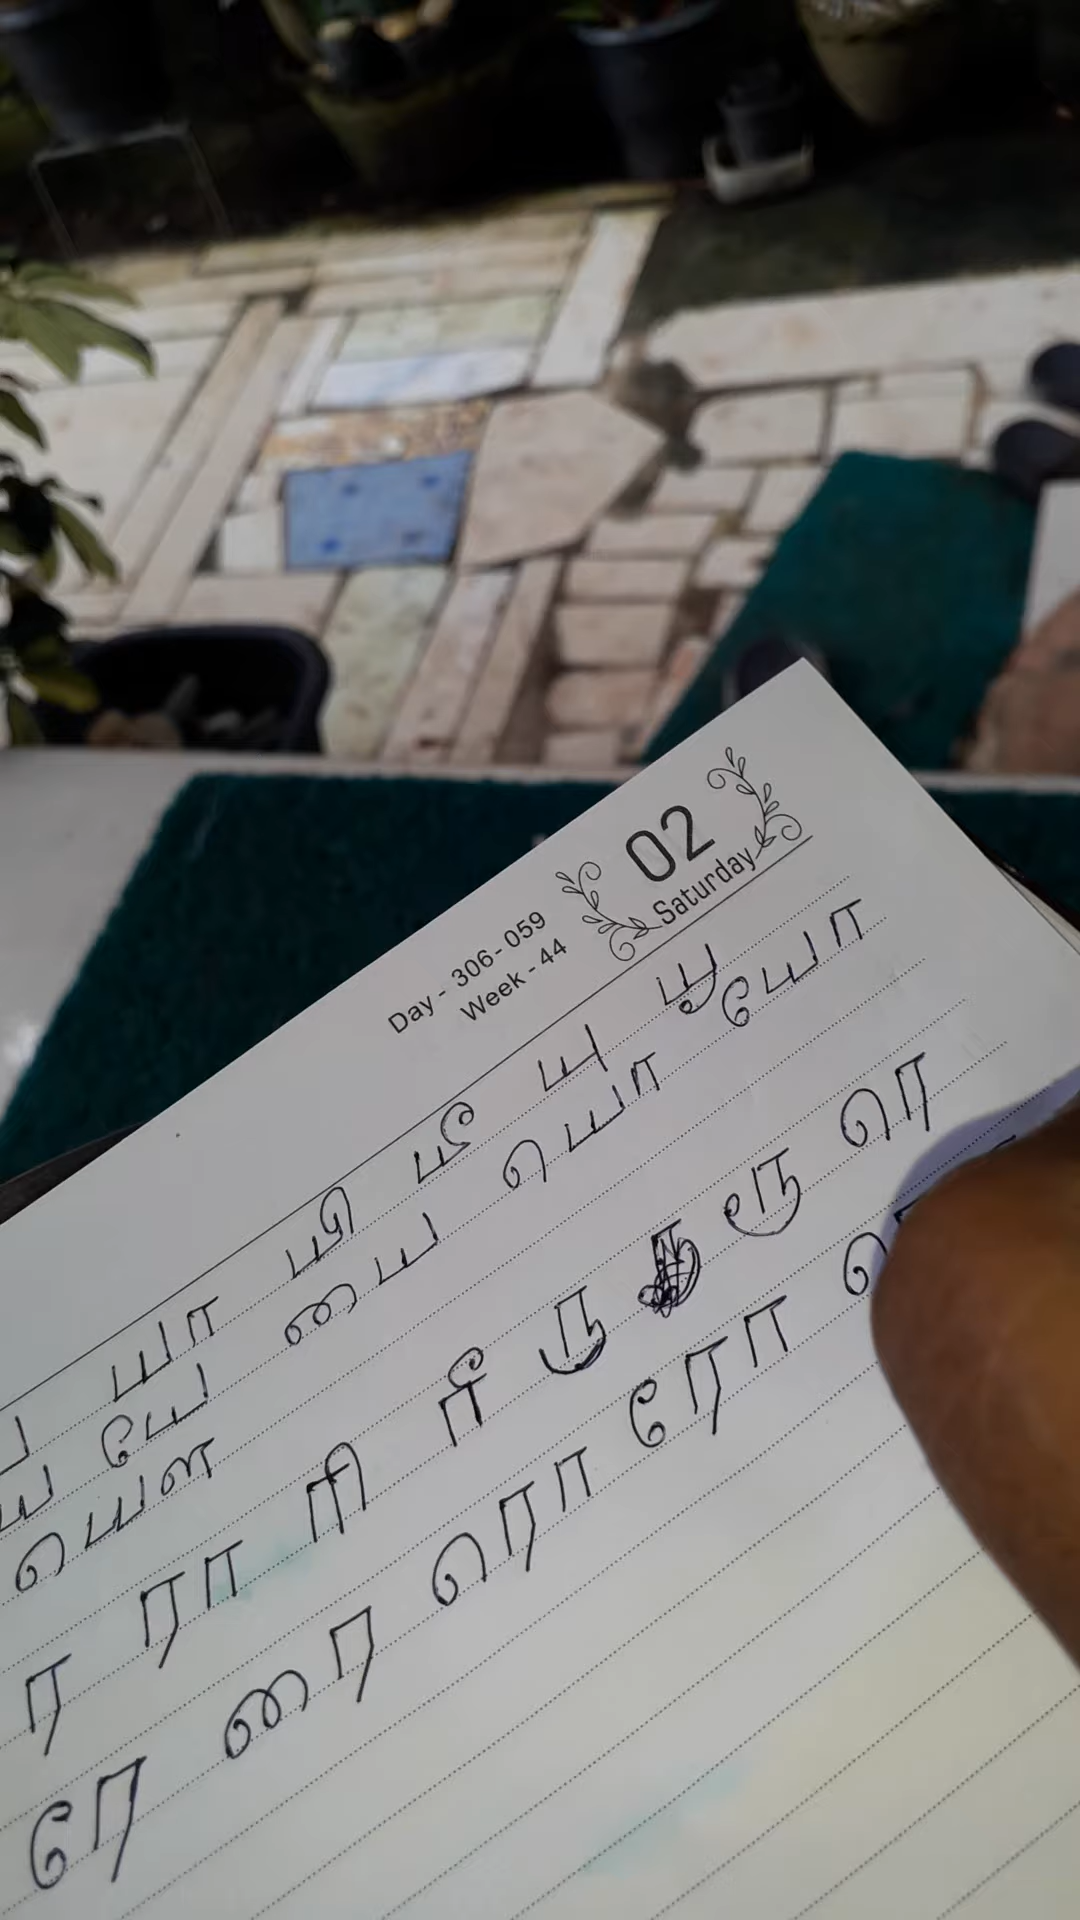 Day - 306 - 059
Week - 44
02
Saturday
யா யி யீ யு யூ
ய யே யை யொ யோ
யௌ
ர ரா ரி ரீ ரு ரூ ரெ
ரே ரை ரொ ரோ